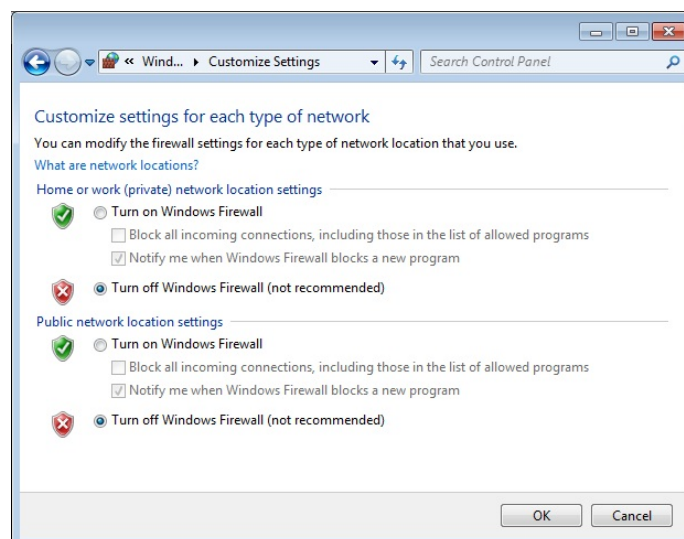 « Wind... ▸ Customize Settings
Search Control Panel
Customize settings for each type of network
You can modify the firewall settings for each type of network location that you use.
What are network locations?
Home or work (private) network location settings
Turn on Windows Firewall
Block all incoming connections, including those in the list of allowed programs
Notify me when Windows Firewall blocks a new program
Turn off Windows Firewall (not recommended)
Public network location settings
Turn on Windows Firewall
Block all incoming connections, including those in the list of allowed programs
Notify me when Windows Firewall blocks a new program
Turn off Windows Firewall (not recommended)
OK
Cancel